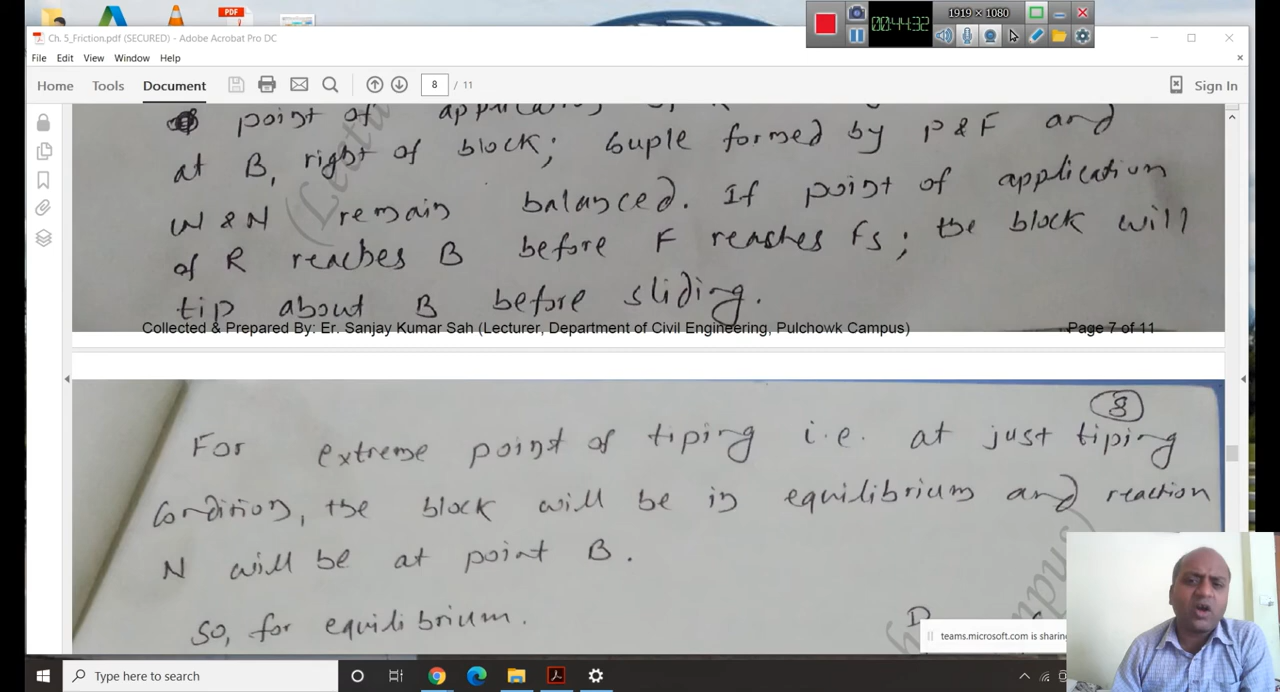 PDF
00:44:32
1919 × 1080
Ch. 5_Friction.pdf (SECURED) - Adobe Acrobat Pro DC
File Edit View Window Help
Home Tools Document 8 / 11 Sign In
point of
at B, right of block; couple formed by P & F and
W & N remain balanced. If point of application
of R reaches B before F reaches Fs; the block will
tip about B before sliding.
Collected & Prepared By: Er. Sanjay Kumar Sah (Lecturer, Department of Civil Engineering, Pulchowk Campus) Page 7 of 11
8
For extreme point of tiping i.e. at just tiping
condition, the block will be in equilibrium and reaction
N will be at point B.
So, for equilibrium.
D
teams.microsoft.com is sharing
Type here to search